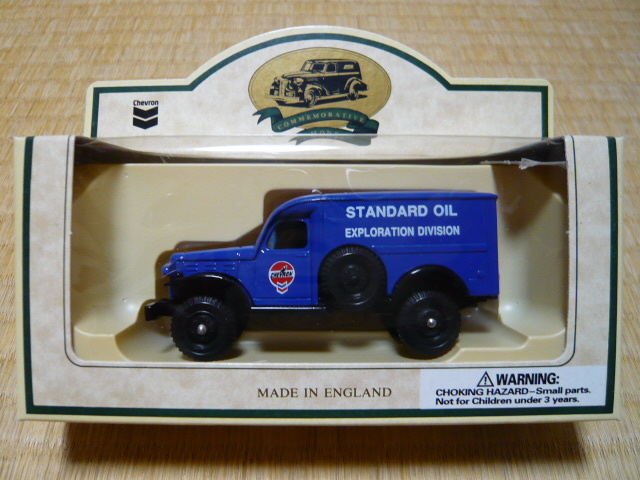 Chevron
COMMEMORATIVE
STANDARD OIL
EXPLORATION DIVISION
CHEVRON
MADE IN ENGLAND
WARNING:
CHOKING HAZARD–Small parts.
Not for Children under 3 years.